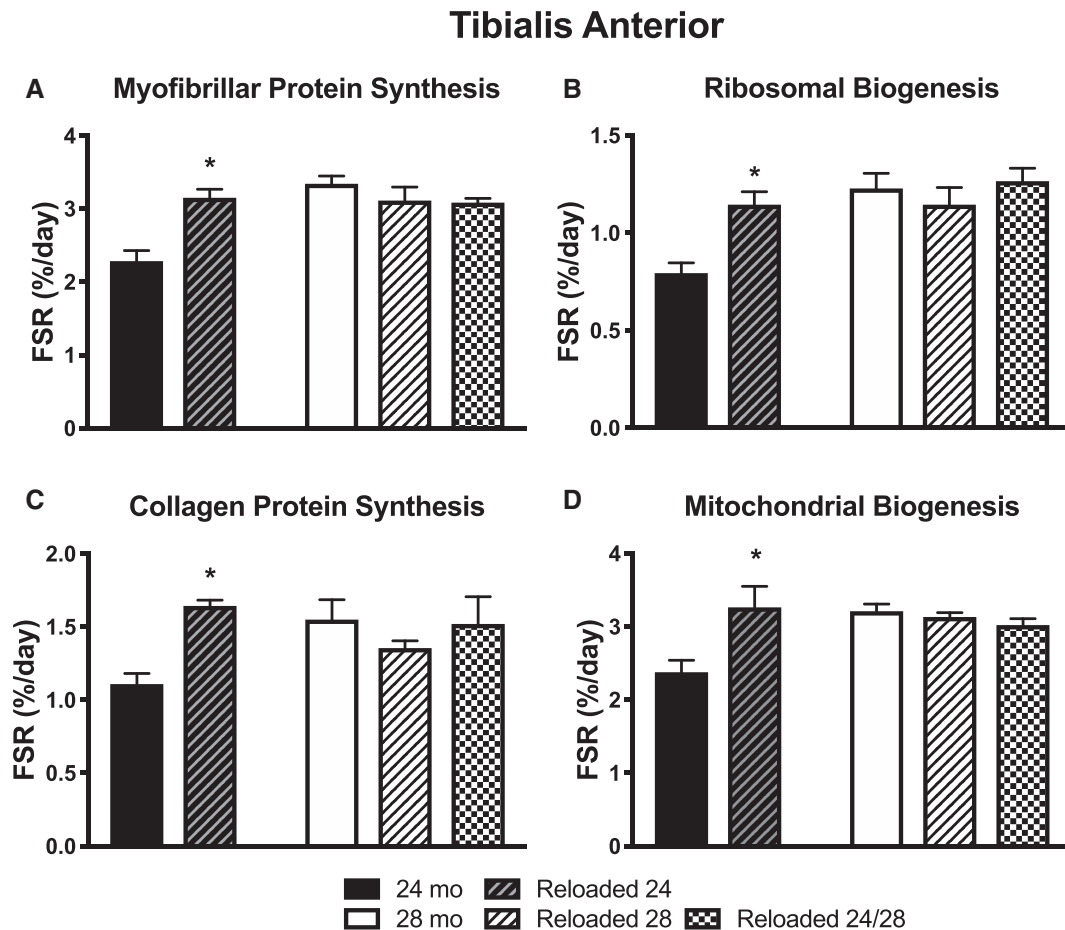 Tibialis Anterior
A Myofibrillar Protein Synthesis
FSR (%/day)
4
3
2
1
0
*
B Ribosomal Biogenesis
FSR (%/day)
1.5
1.0
0.5
0.0
*
C Collagen Protein Synthesis
FSR (%/day)
2.0
1.5
1.0
0.5
0.0
*
D Mitochondrial Biogenesis
FSR (%/day)
4
3
2
1
0
*
24 mo Reloaded 24
28 mo Reloaded 28 Reloaded 24/28